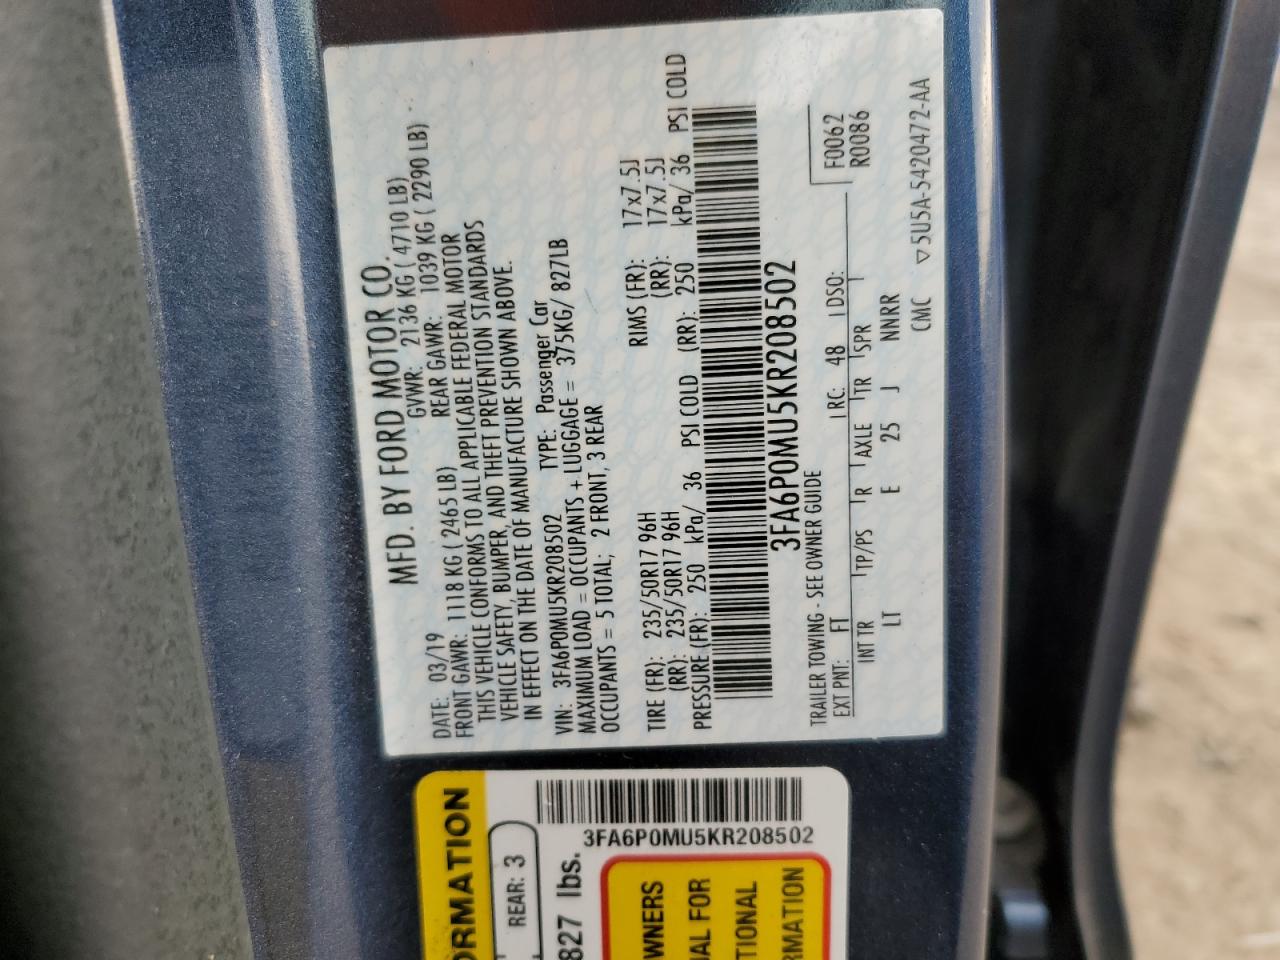 MFD. BY FORD MOTOR CO.
DATE: 03/19 GVWR: 2136 KG ( 4710 LB)
FRONT GAWR: 1118 KG ( 2465 LB) REAR GAWR: 1039 KG ( 2290 LB)
THIS VEHICLE CONFORMS TO ALL APPLICABLE FEDERAL MOTOR
VEHICLE SAFETY, BUMPER, AND THEFT PREVENTION STANDARDS
IN EFFECT ON THE DATE OF MANUFACTURE SHOWN ABOVE.
VIN: 3FA6P0MU5KR208502 TYPE: Passenger Car
MAXIMUM LOAD = OCCUPANTS + LUGGAGE = 375KG/ 827LB
OCCUPANTS = 5 TOTAL; 2 FRONT, 3 REAR
TIRE (FR): 235/50R17 96H RIMS (FR): 17x7.5J
(RR): 235/50R17 96H (RR): 17x7.5J
PRESSURE (FR): 250 kPa/ 36 PSI COLD (RR): 250 kPa/ 36 PSI COLD
3FA6P0MU5KR208502
F0062
R0086
TRAILER TOWING - SEE OWNER GUIDE
EXT PNT: FT RC: 48 DSO:
INT TR TP/PS R AXLE TR SPR
LT E 25 J NNRR
CMC ▽5U5A-5420472-AA
ORMATION
REAR: 3
827 lbs.
3FA6P0MU5KR208502
WNERS
UAL FOR
TIONAL
RMATION